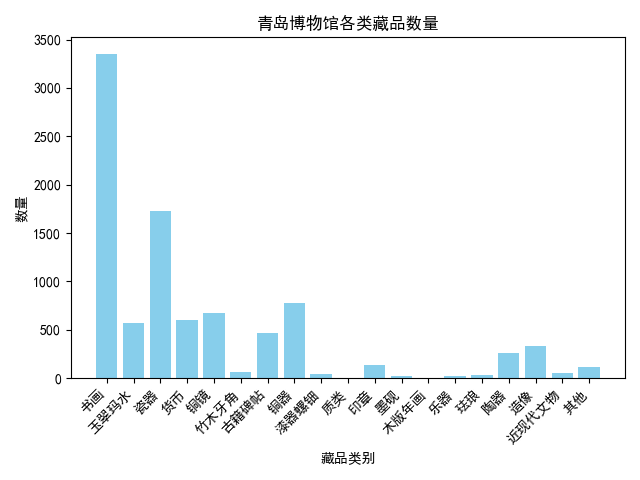 青岛博物馆各类藏品数量
数量
3500
3000
2500
2000
1500
1000
500
0
书画
玉翠玛水
瓷器
货币
铜镜
竹木牙角
古籍碑帖
铜器
漆器螺钿
质类
印章
墨砚
木版年画
乐器
珐琅
陶器
造像
近现代文物
其他
藏品类别